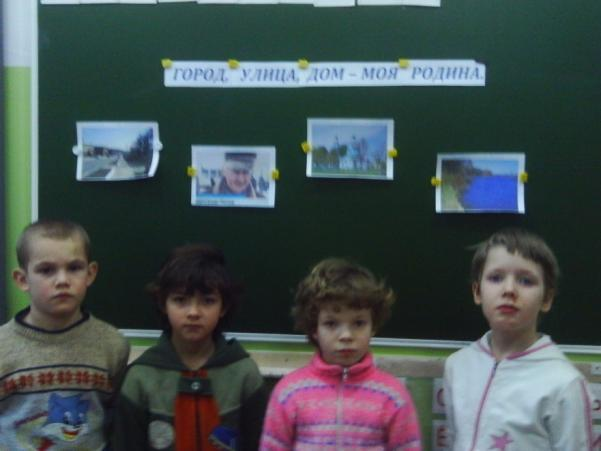 ГОРОД, УЛИЦА, ДОМ – МОЯ РОДИНА.